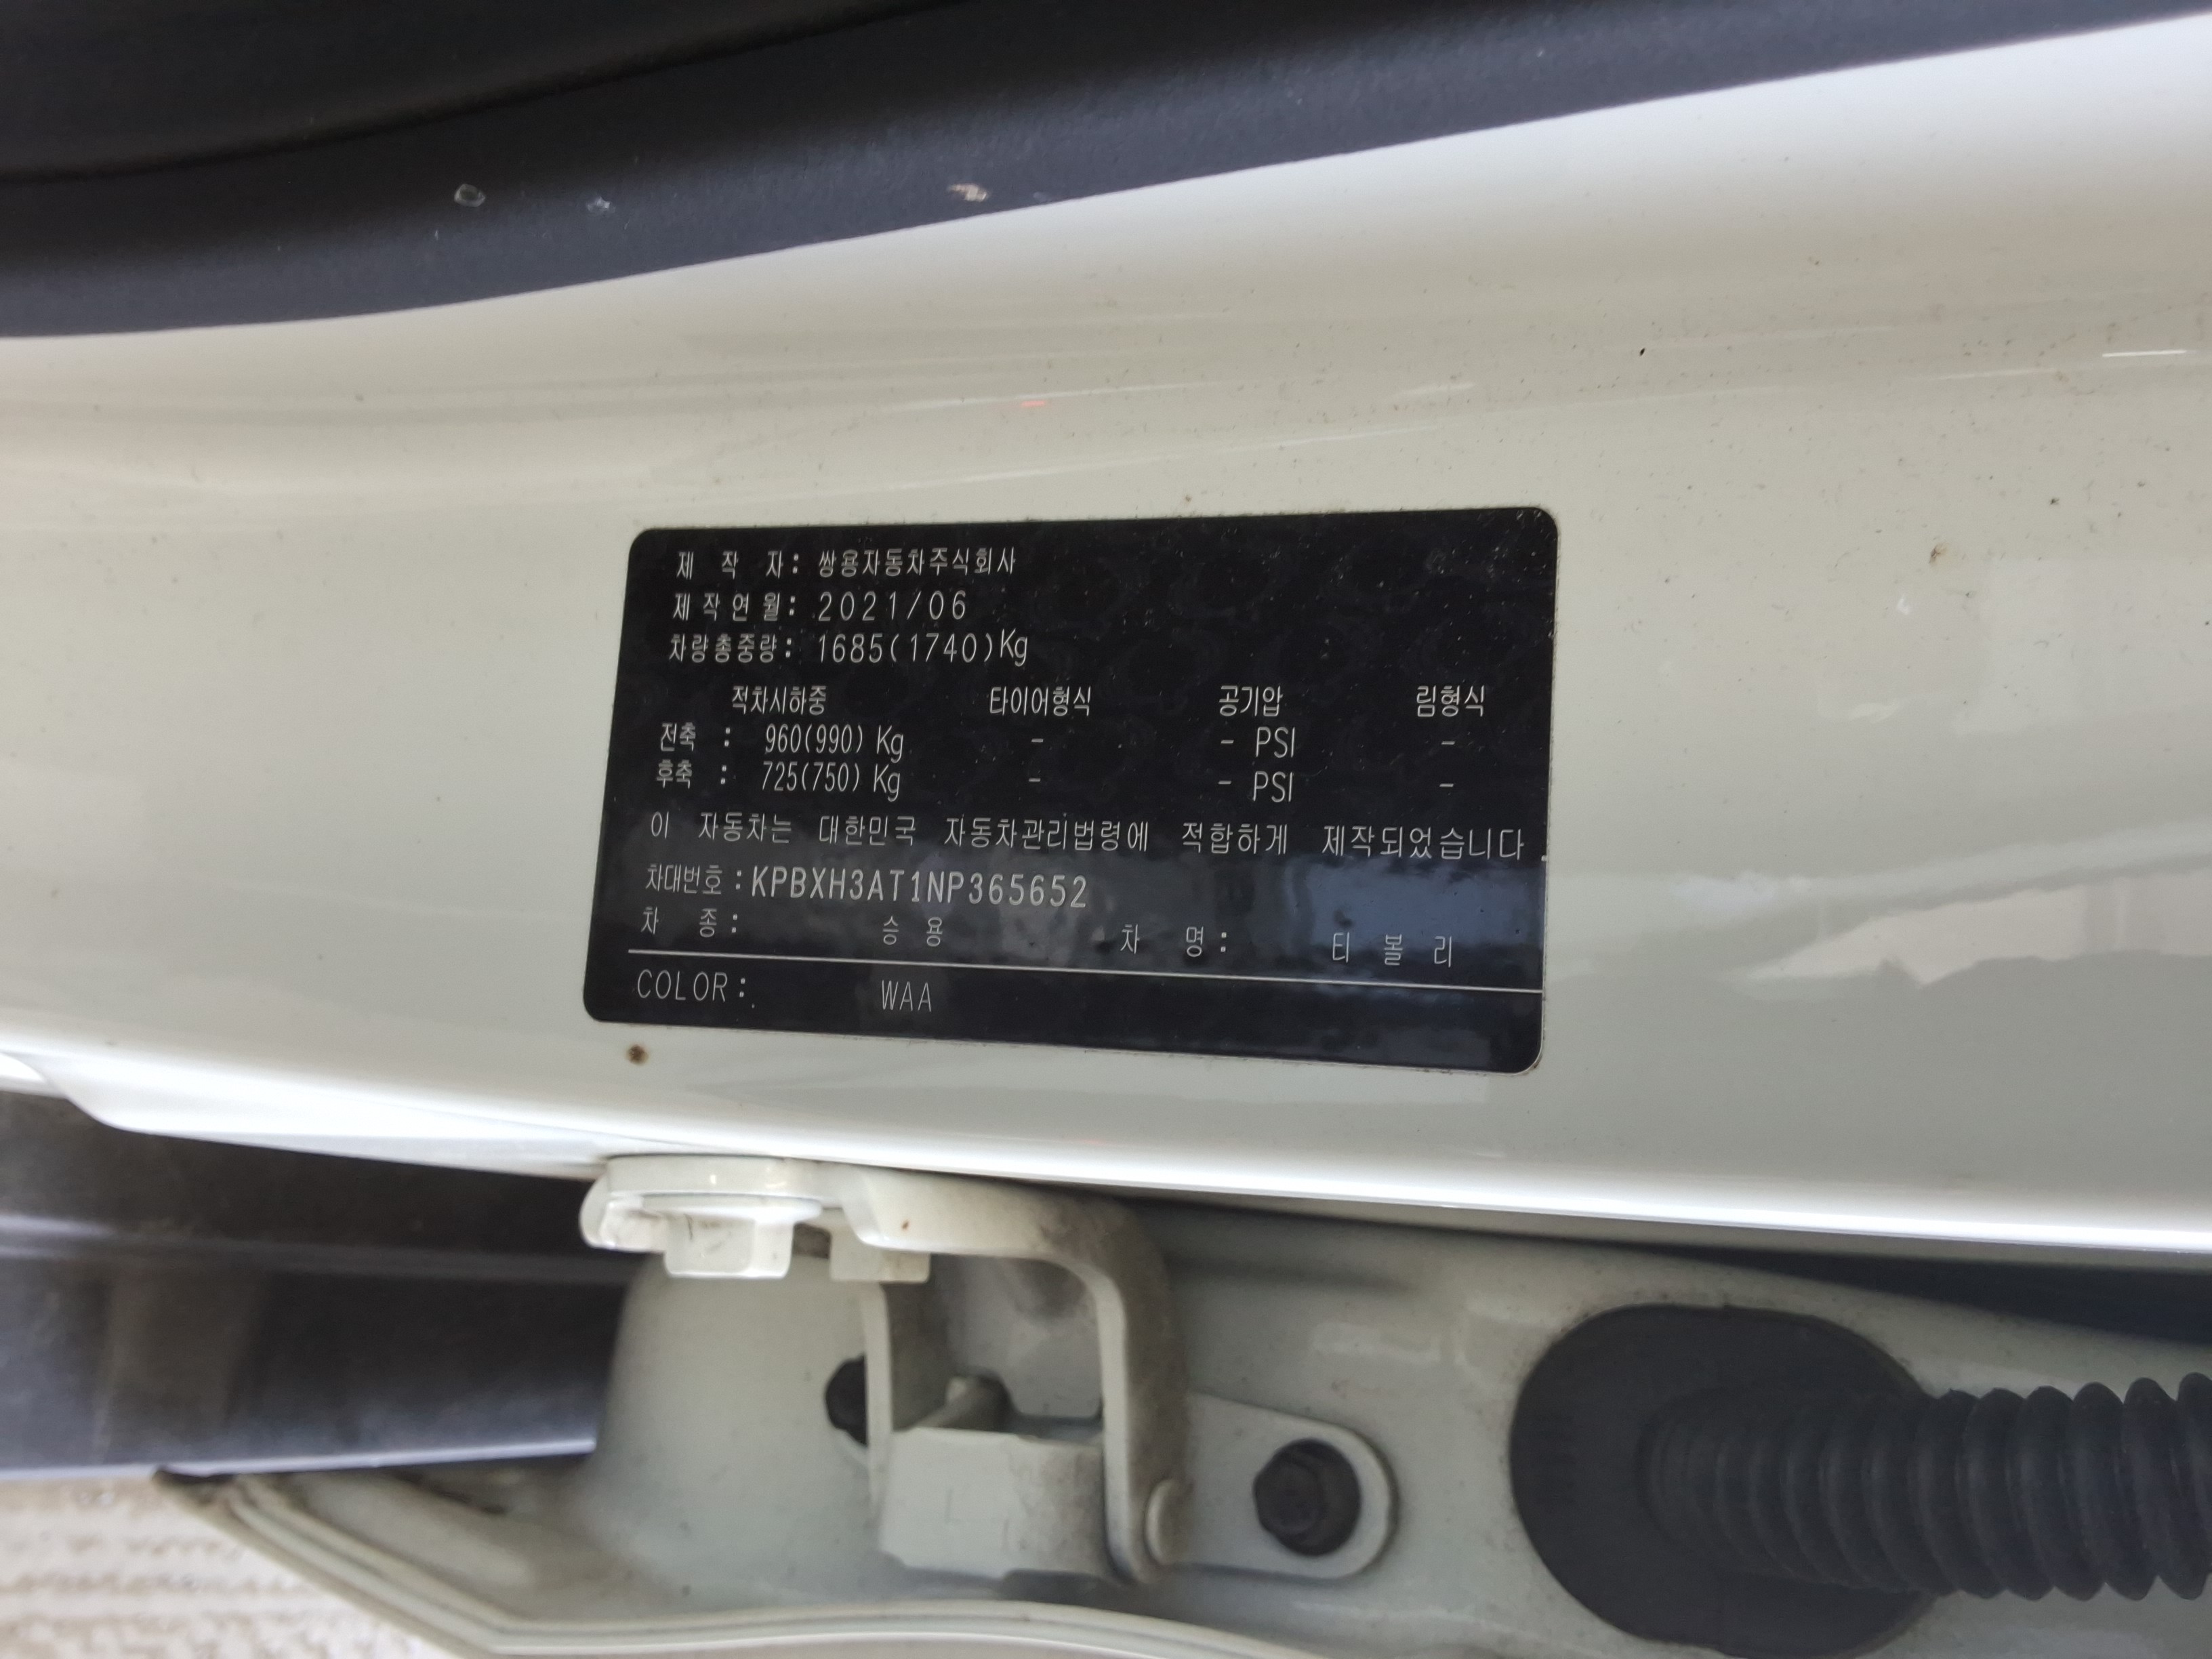 제 작 자: 쌍용자동차주식회사
제작연월: 2021/06
차량총중량: 1685(1740)Kg
적차시하중 타이어형식 공기압 림형식
전축 : 960(990) Kg - - PSI -
후축 : 725(750) Kg - - PSI -
이 자동차는 대한민국 자동차관리법령에 적합하게 제작되었습니다.
차대번호:KPBXH3AT1NP365652
차 종: 승 용 차 명: 티 볼 리
COLOR: WAA